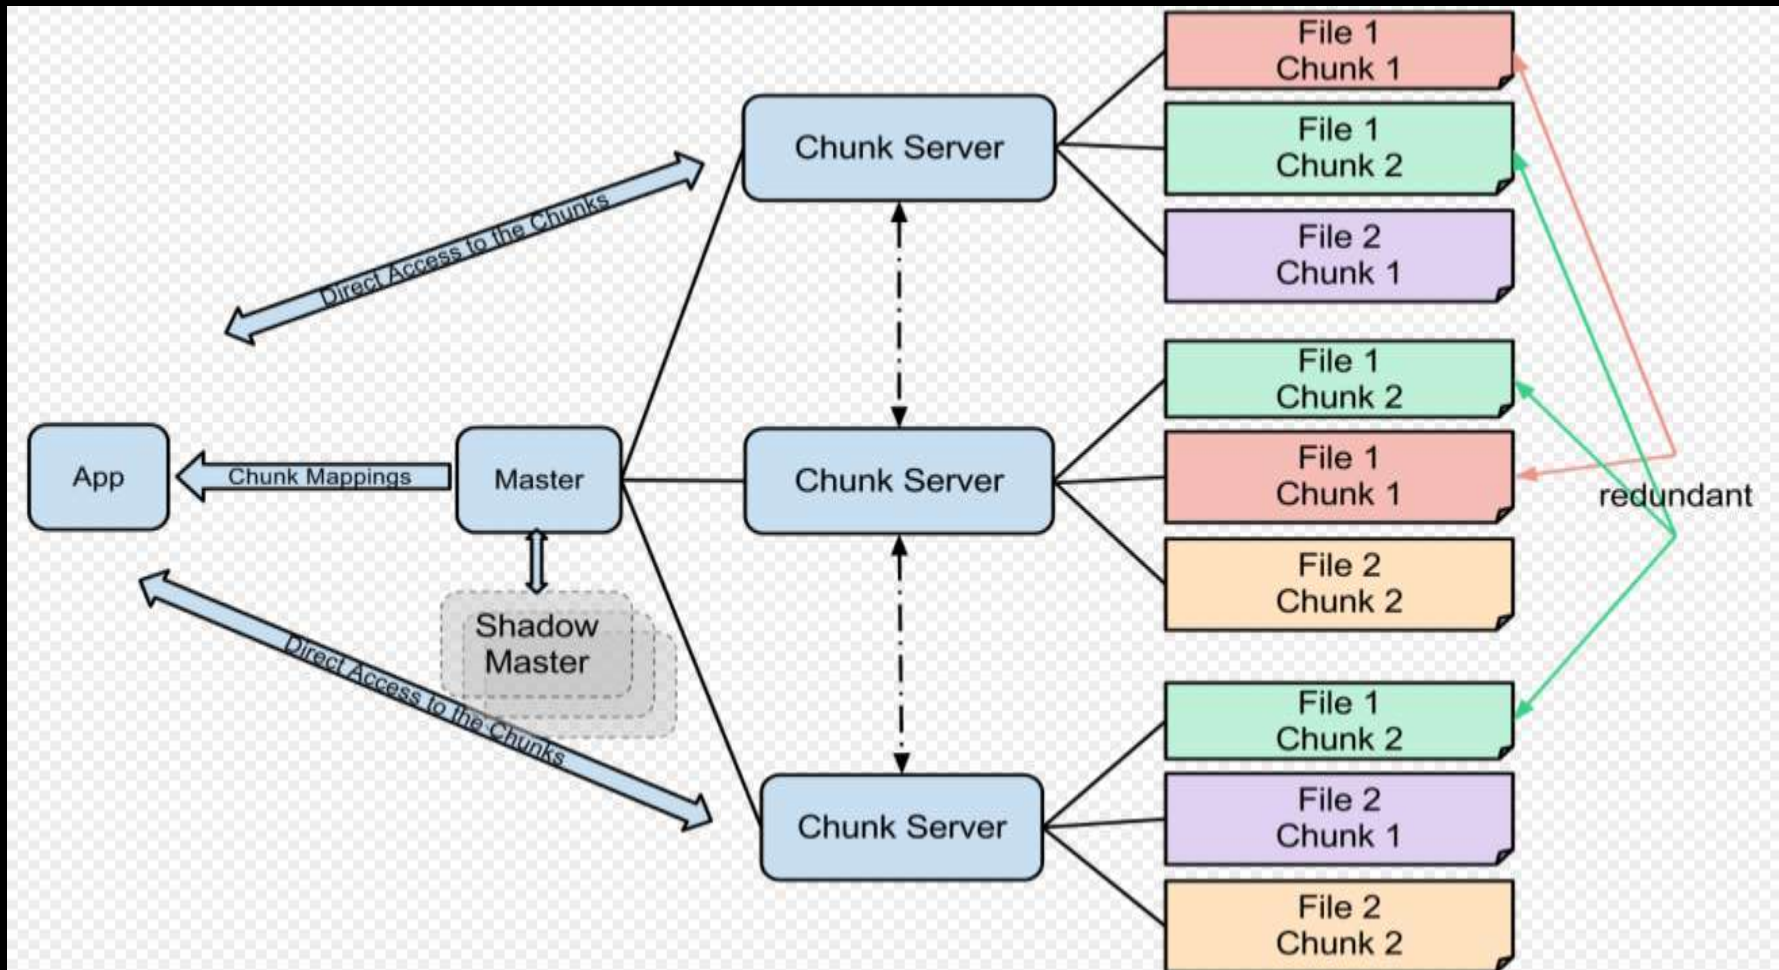 File 1
Chunk 1
File 1
Chunk 2
Chunk Server
File 2
Chunk 1
Direct Access to the Chunks
File 1
Chunk 2
App
Chunk Mappings
Master
Chunk Server
File 1
Chunk 1
redundant
File 2
Chunk 2
Shadow
Master
Direct Access to the Chunks
File 1
Chunk 2
Chunk Server
File 2
Chunk 1
File 2
Chunk 2